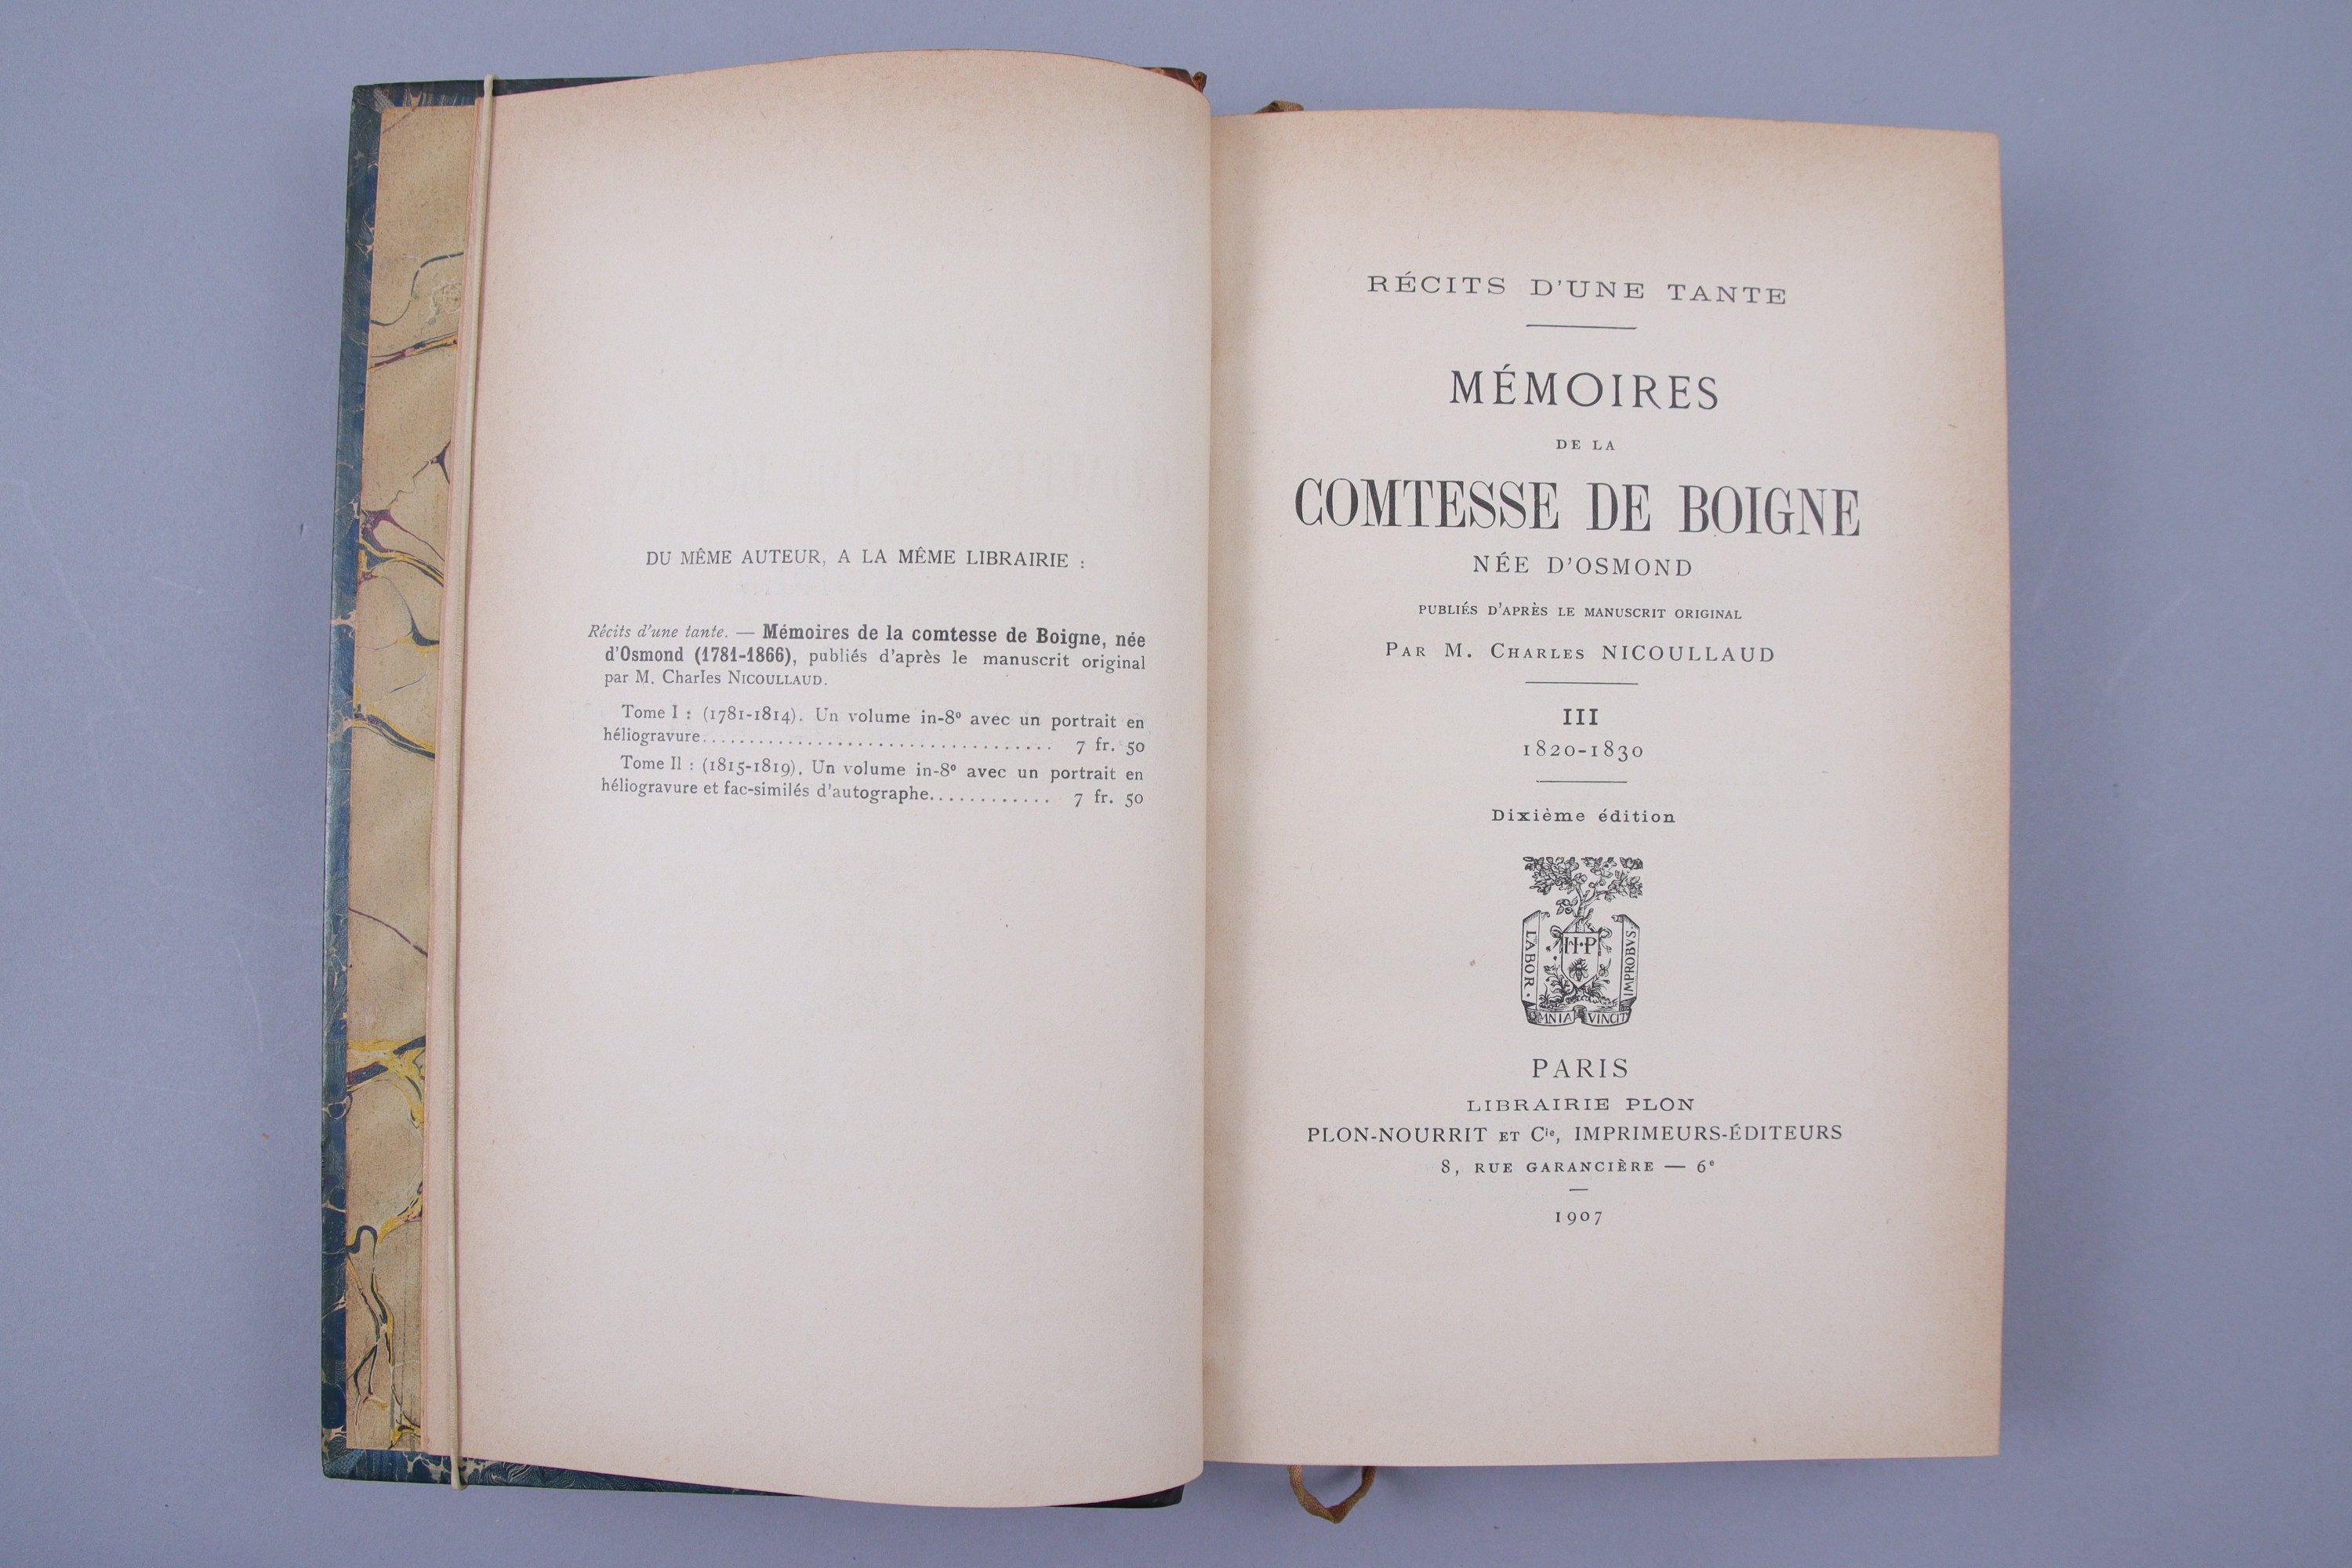 DU MÊME AUTEUR, A LA MÊME LIBRAIRIE :
Récits d'une tante. — Mémoires de la comtesse de Boigne, née
d'Osmond (1781-1866), publiés d'après le manuscrit original
par M. Charles NICOULLAUD.
Tome I : (1781-1814). Un volume in-8º avec un portrait en
héliogravure.................................... 7 fr. 50
Tome II : (1815-1819). Un volume in-8º avec un portrait en
héliogravure et fac-similés d'autographe............ 7 fr. 50
RÉCITS D'UNE TANTE
MÉMOIRES
DE LA
COMTESSE DE BOIGNE
NÉE D'OSMOND
PUBLIÉS D'APRÈS LE MANUSCRIT ORIGINAL
PAR M. CHARLES NICOULLAUD
III
1820-1830
Dixième édition
H·P
LABOR·
IMPROBVS·
OMNIA VINCIT
PARIS
LIBRAIRIE PLON
PLON-NOURRIT ET Cie, IMPRIMEURS-ÉDITEURS
8, RUE GARANCIÈRE — 6e
1907